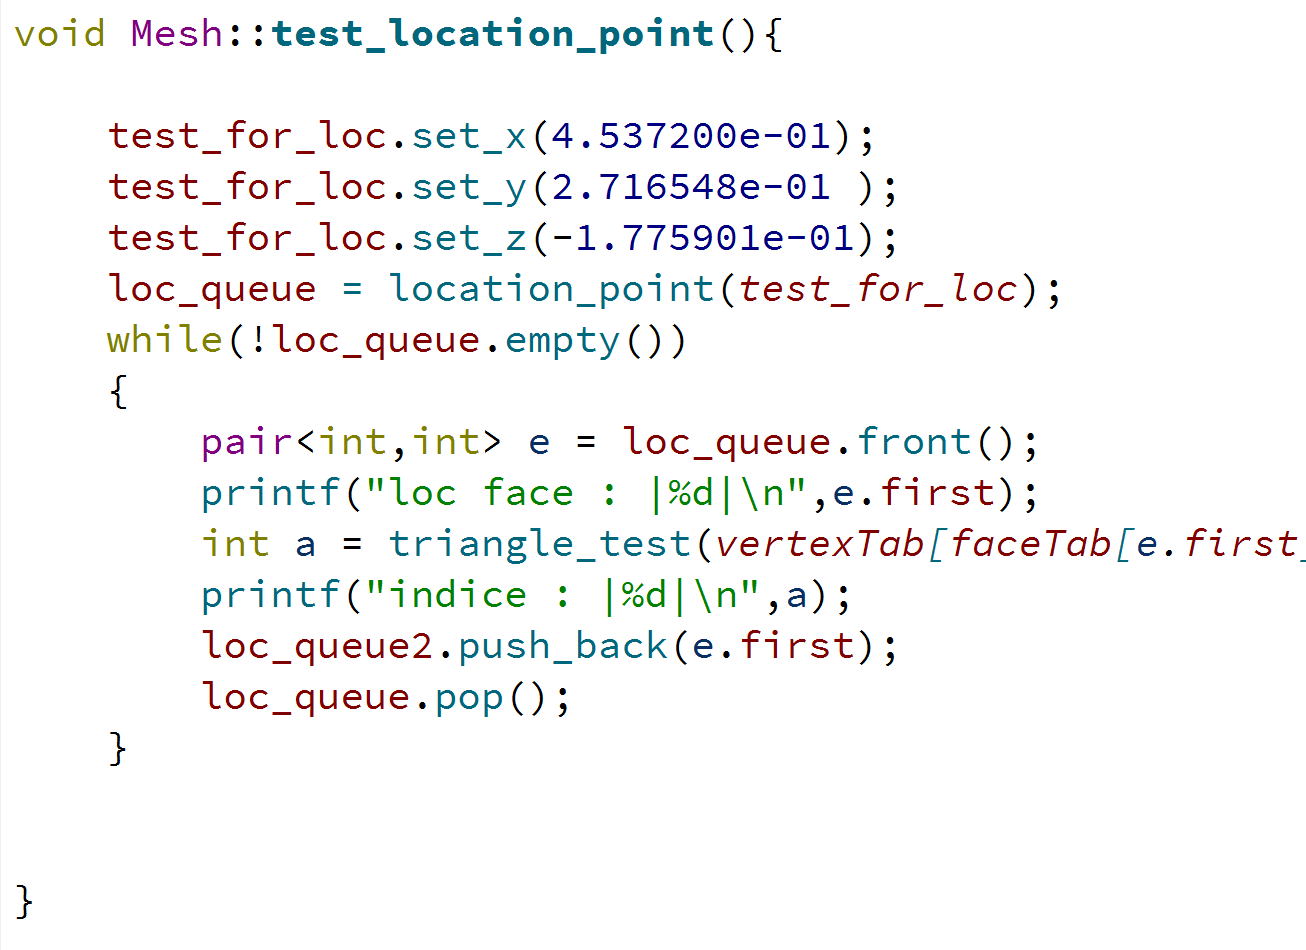 void Mesh::test_location_point(){
test_for_loc.set_x(4.537200e-01);
test_for_loc.set_y(2.716548e-01 );
test_for_loc.set_z(-1.775901e-01);
loc_queue = location_point(test_for_loc);
while(!loc_queue.empty())
{
pair<int,int> e = loc_queue.front();
printf("loc face : |%d|\n",e.first);
int a = triangle_test(vertexTab[faceTab[e.first
printf("indice : |%d|\n",a);
loc_queue2.push_back(e.first);
loc_queue.pop();
}
}